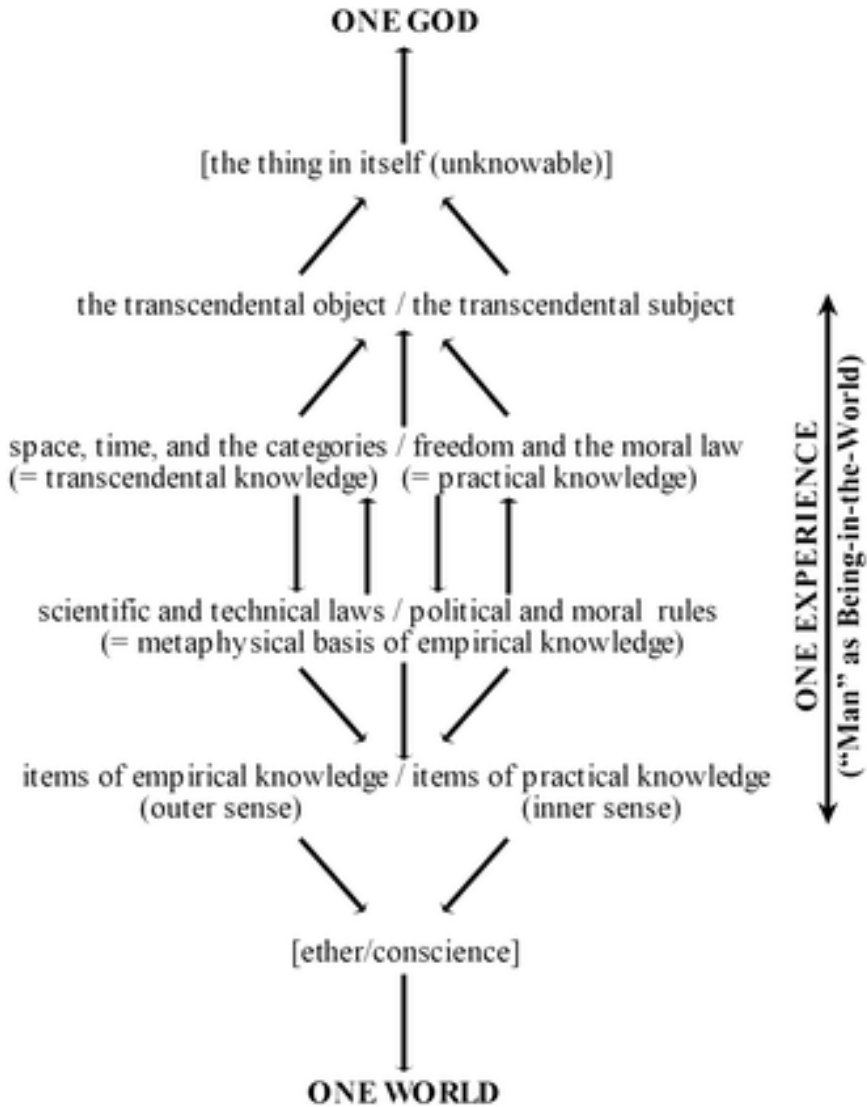 ONE GOD
[the thing in itself (unknowable)]
the transcendental object / the transcendental subject
space, time, and the categories / freedom and the moral law
(= transcendental knowledge) (= practical knowledge)
scientific and technical laws / political and moral rules
(= metaphysical basis of empirical knowledge)
items of empirical knowledge / items of practical knowledge
(outer sense) (inner sense)
[ether/conscience]
ONE WORLD
ONE EXPERIENCE
(“Man” as Being-in-the-World)